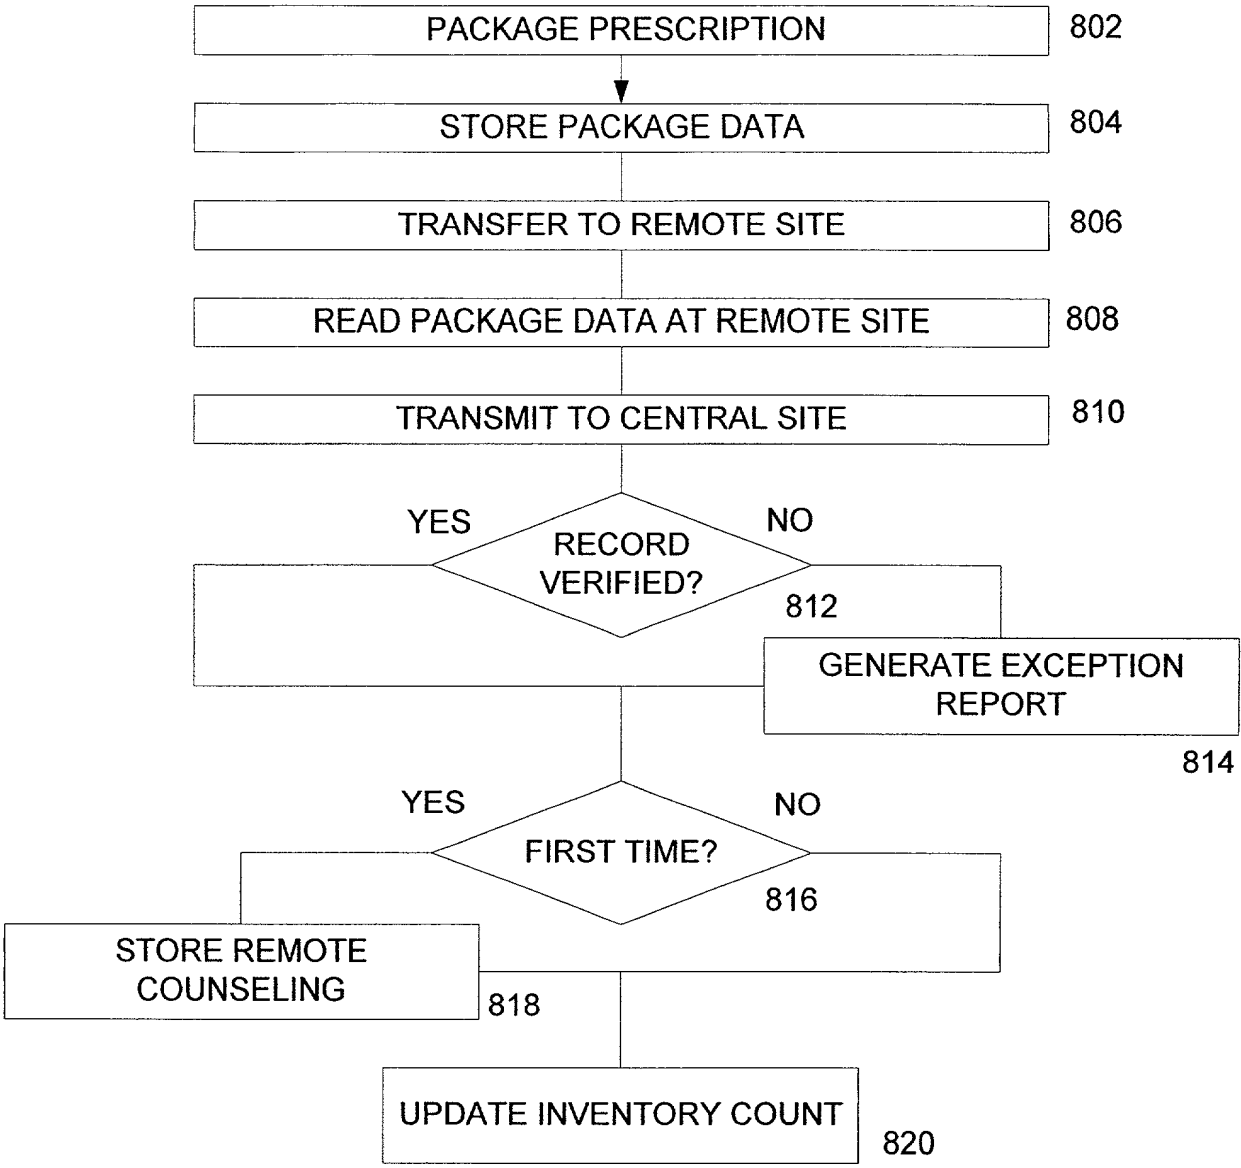 PACKAGE PRESCRIPTION
802
STORE PACKAGE DATA
804
TRANSFER TO REMOTE SITE
806
READ PACKAGE DATA AT REMOTE SITE
808
TRANSMIT TO CENTRAL SITE
810
YES
NO
RECORD
VERIFIED?
812
GENERATE EXCEPTION
REPORT
814
YES
NO
FIRST TIME?
816
STORE REMOTE
COUNSELING
818
UPDATE INVENTORY COUNT
820